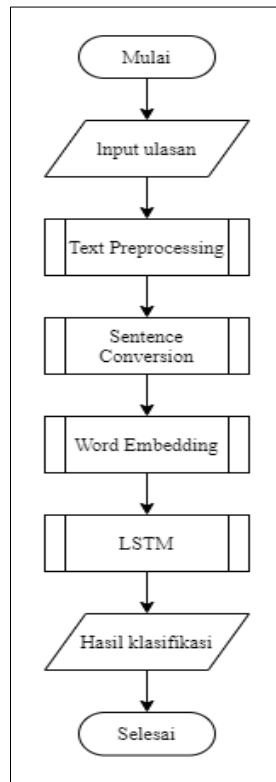 Mulai
Input ulasan
Text Preprocessing
Sentence
Conversion
Word Embedding
LSTM
Hasil klasifikasi
Selesai